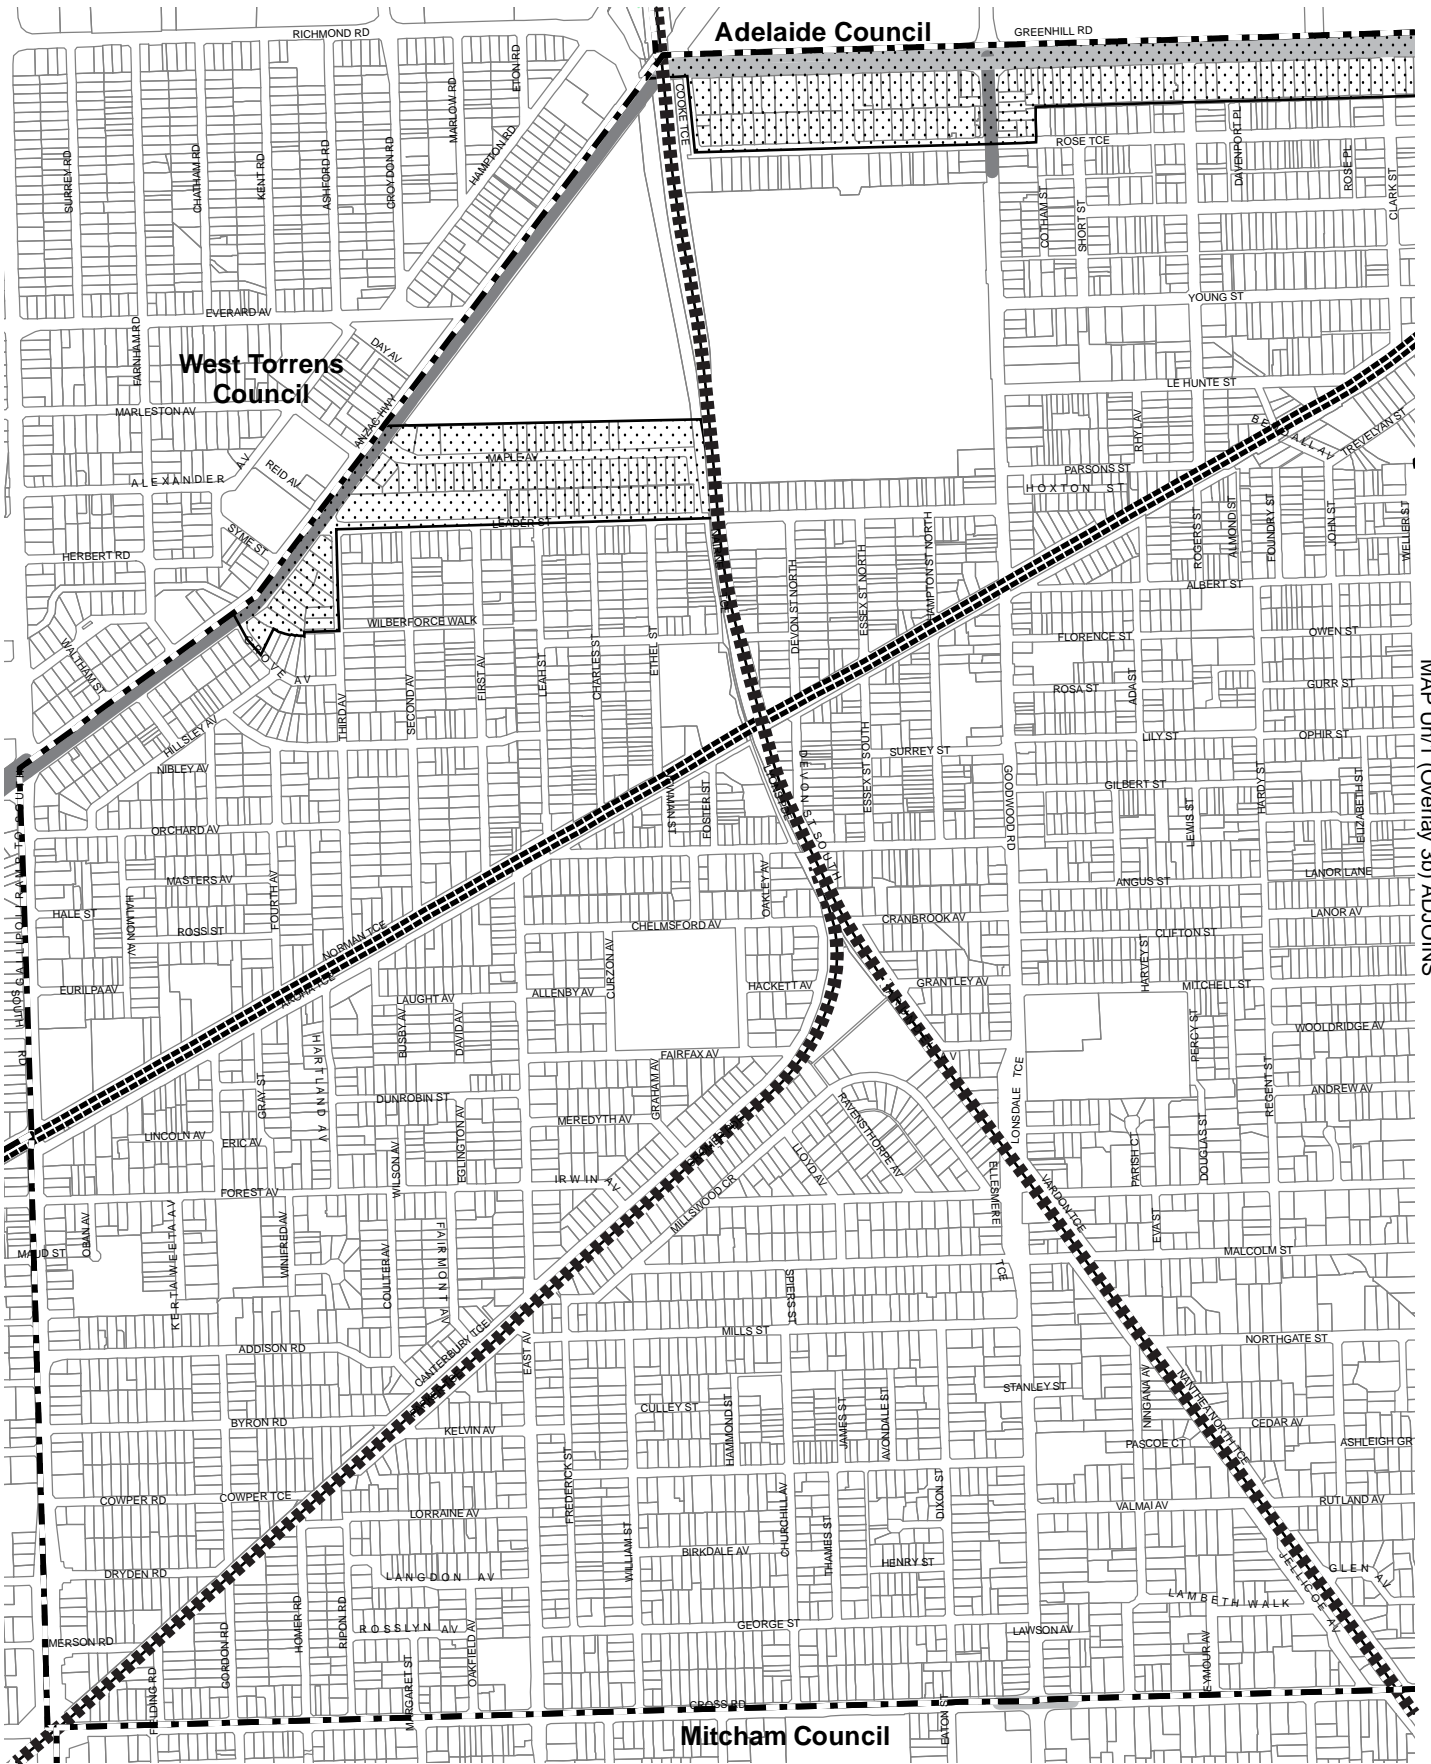 Adelaide Council
GREENHILL RD
RICHMOND RD
ETON RD
MARLOW RD
HAMPTON RD
COOKE TCE
SURREY RD
CHATHAM RD
KENT RD
ASHFORD RD
CROYDON RD
ROSE TCE
DAVENPORT PL
ROSE PL
CLARK ST
COTHAM ST
SHORT ST
YOUNG ST
EVERARD AV
FARNHAM RD
DAY AV
West Torrens
Council
LE HUNTE ST
MARLESTON AV
ANZAC HWY
RHYL AV
TREVELYAN ST
MAPLE AV
ALEXANDER AV
REID AV
PARSONS ST
HOXTON ST
LEADER ST
SYME ST
HERBERT RD
ROGERS ST
ALMOND ST
FOUNDRY ST
JOHN ST
WELLER ST
DEVON ST NORTH
ESSEX ST NORTH
HAMPTON ST NORTH
ALBERT ST
WILBERFORCE WALK
FLORENCE ST
OWEN ST
WALTHAM ST
GROVE AV
THIRD AV
SECOND AV
FIRST AV
LEAH ST
CHARLES ST
ETHEL ST
ROSA ST
ADA ST
GURR ST
HILLSLEY AV
LILY ST
OPHIR ST
NIBLEY AV
SURREY ST
ESSEX ST SOUTH
DEVON ST SOUTH
GOODWOOD RD
GILBERT ST
HARDY ST
ELIZABETH ST
FOSTER ST
LEWIS ST
ORCHARD AV
MASTERS AV
FOURTH AV
OAKLEY AV
ANGUS ST
LANOR LANE
HALE ST
HALMON AV
ROSS ST
NORMAN TCE
CHELMSFORD AV
CRANBROOK AV
CLIFTON ST
LANOR AV
CURZON AV
HARVEY ST
EURILPA AV
LAUGHT AV
ALLENBY AV
HACKETT AV
GRANTLEY AV
MITCHELL ST
SOUTH RD
HARTLAND AV
BUSBY AV
DAVID AV
PERCY ST
WOOLDRIDGE AV
FAIRFAX AV
GRAY ST
GRAHAM AV
LONSDALE TCE
REGENT ST
ANDREW AV
DUNROBIN ST
MEREDYTH AV
RAVENSTHORPE AV
LINCOLN AV
ERIC AV
EGLINGTON AV
WILSON AV
LLOYD AV
PARISH CT
DOUGLAS ST
IRWIN AV
MILLSWOOD CR
ELLESMERE TCE
VARDON TCE
FOREST AV
OBAN AV
KERTA WEETA AV
WINIFRED AV
FAIRMONT AV
EVA ST
MAUD ST
COULTER AV
MALCOLM ST
SPIERS ST
MILLS ST
NORTHGATE ST
ADDISON RD
CANTERBURY TCE
EAST AV
STANLEY ST
NINGANA AV
NANTHEA NORTH TCE
CULLEY ST
HAMMOND ST
JAMES ST
AVONDALE ST
BYRON RD
KELVIN AV
CEDAR AV
PASCOE CT
ASHLEIGH GR
FREDERICK ST
COWPER RD
COWPER TCE
CHURCHILL AV
DIXON ST
VALMAI AV
RUTLAND AV
LORRAINE AV
WILLIAM ST
BIRKDALE AV
THAMES ST
HENRY ST
DRYDEN RD
LANGDON AV
JELLICOE AV
GLEN AV
LAMBETH WALK
HOMER RD
RIPON RD
ROSSLYN AV
GEORGE ST
LAWSON AV
MERSON RD
GORDON RD
OAKFIELD AV
FIELDING RD
MARGARET ST
CROSS RD
EATON ST
Mitcham Council